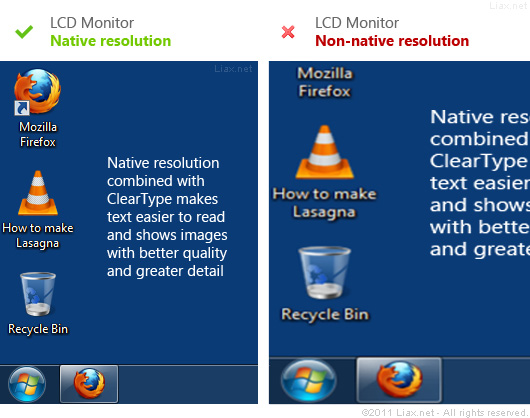 LCD Monitor
Native resolution
Liax.net
Mozilla
Firefox
How to make
Lasagna
Recycle Bin
Native resolution
combined with
ClearType makes
text easier to read
and shows images
with better quality
and greater detail
Liax.net
LCD Monitor
Non-native resolution
Mozilla
Firefox
How to make
Lasagna
Recycle Bin
Native res
combined
ClearType
text easier
and shows
with bette
and greate
©2011 Liax.net - All rights reserved.